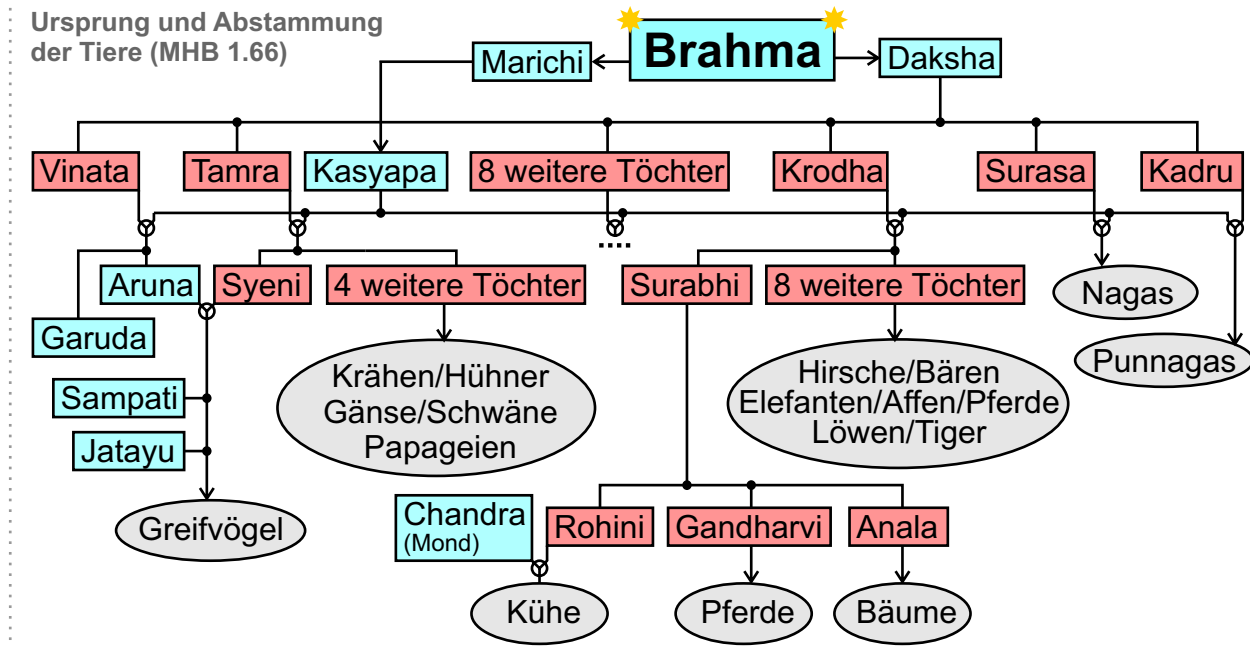 Ursprung und Abstammung
der Tiere (MHB 1.66)
Brahma
Marichi
Daksha
Vinata
Tamra
Kasyapa
8 weitere Töchter
Krodha
Surasa
Kadru
.....
Aruna
Syeni
4 weitere Töchter
Surabhi
8 weitere Töchter
Nagas
Garuda
Punnagas
Krähen/Hühner
Gänse/Schwäne
Papageien
Hirsche/Bären
Elefanten/Affen/Pferde
Löwen/Tiger
Sampati
Jatayu
Greifvögel
Chandra
(Mond)
Rohini
Gandharvi
Anala
Kühe
Pferde
Bäume